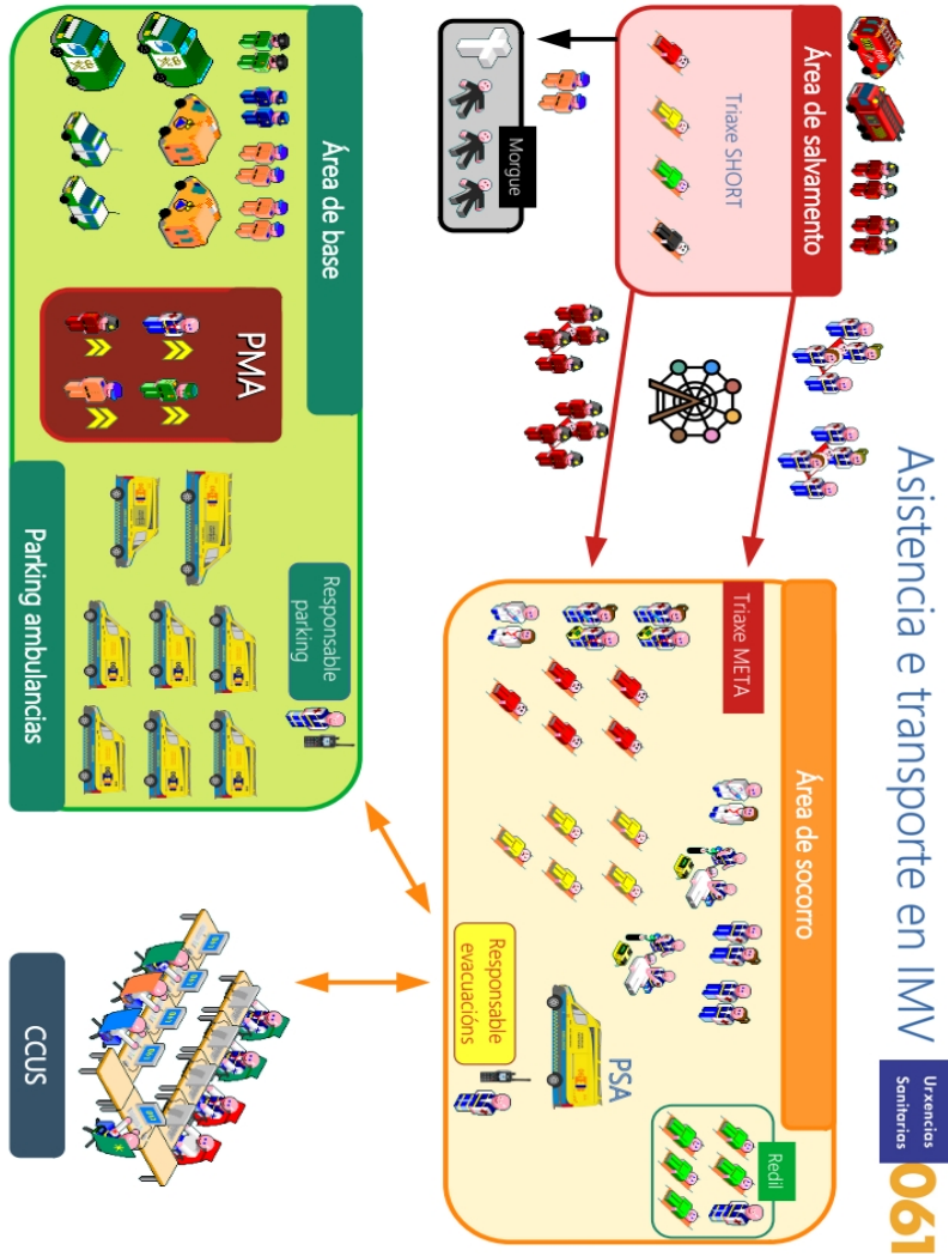 Asistencia e transporte en IMV
Urxencias
Sanitarias
061
Área de salvamento
Triaxe SHORT
Morgue
Área de socorro
Triaxe META
Redil
PSA
Responsable
evacuacións
Área de base
PMA
Responsable
parking
Parking ambulancias
CCUS